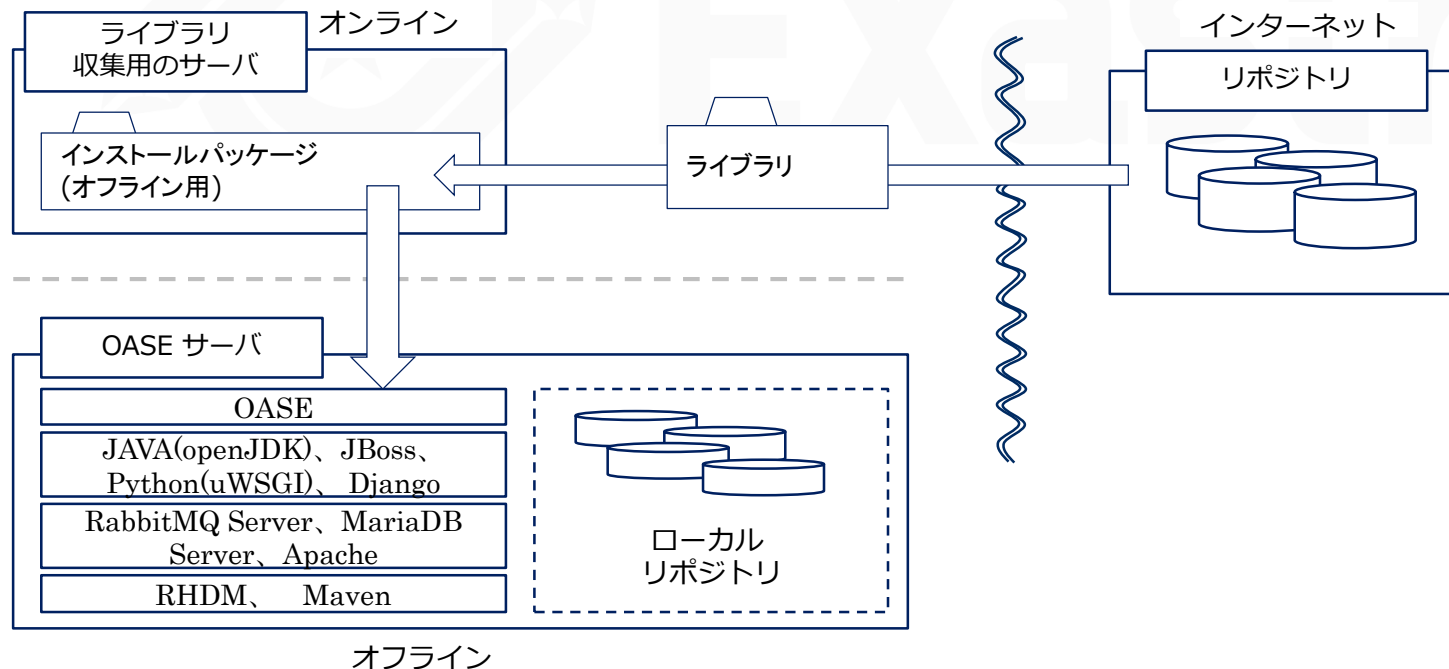 オンライン
ライブラリ
収集用のサーバ
インストールパッケージ
(オフライン用)
ライブラリ
インターネット
リポジトリ
OASE サーバ
OASE
JAVA(openJDK)、JBoss、
Python(uWSGI)、 Django
RabbitMQ Server、MariaDB
Server、Apache
RHDM、 Maven
ローカル
リポジトリ
オフライン